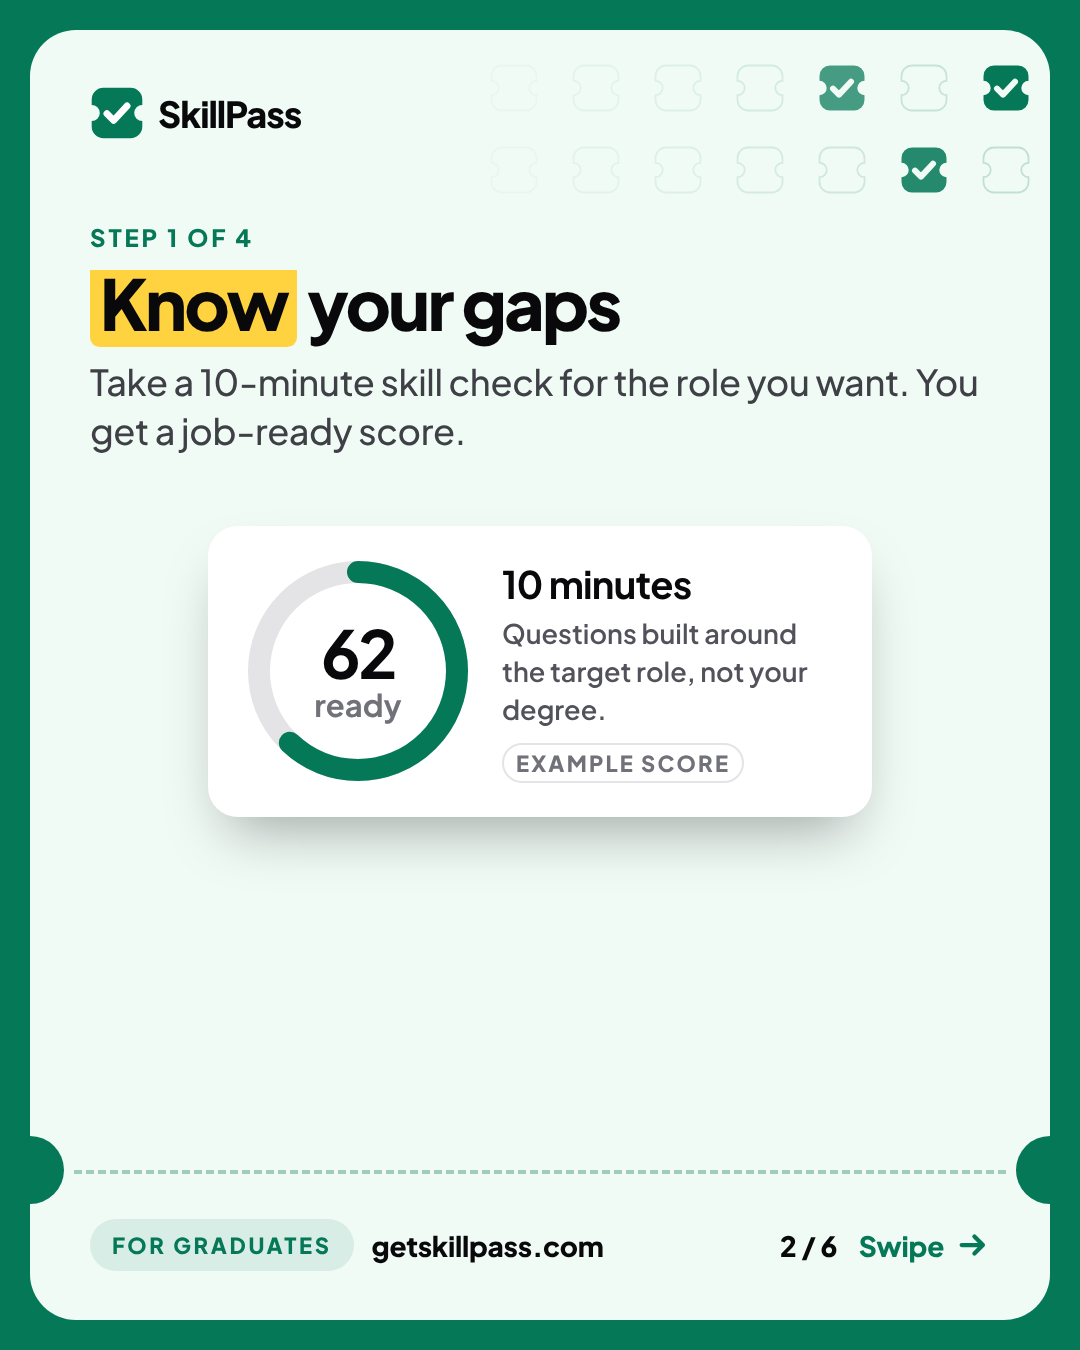 SkillPass
STEP 1 OF 4
Know your gaps
Take a 10-minute skill check for the role you want. You
get a job-ready score.
62
ready
10 minutes
Questions built around
the target role, not your
degree.
EXAMPLE SCORE
FOR GRADUATES getskillpass.com 2 / 6 Swipe →